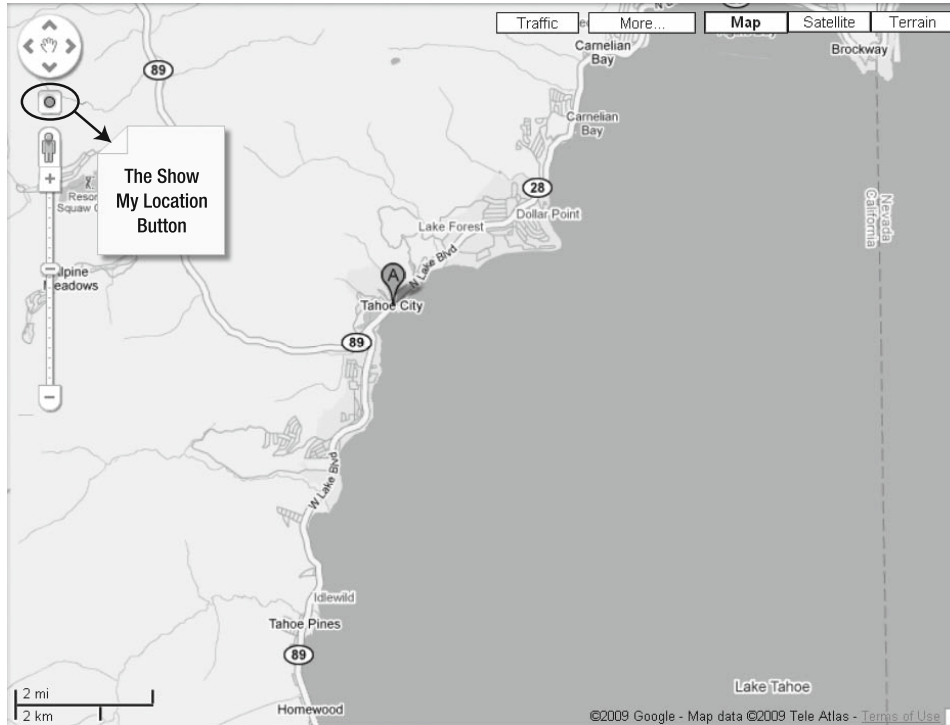 Traffic
More...
Map
Satellite
Terrain
Carnelian
Bay
Brockway
89
Carnelian
Bay
The Show
My Location
Button
28
Dollar Point
Lake Forest
N Lake Blvd
Nevada
California
Meadows
A
Tahoe City
89
W Lake Blvd
Idlewild
Tahoe Pines
89
Homewood
Lake Tahoe
2 mi
2 km
©2009 Google - Map data ©2009 Tele Atlas - Terms of Use